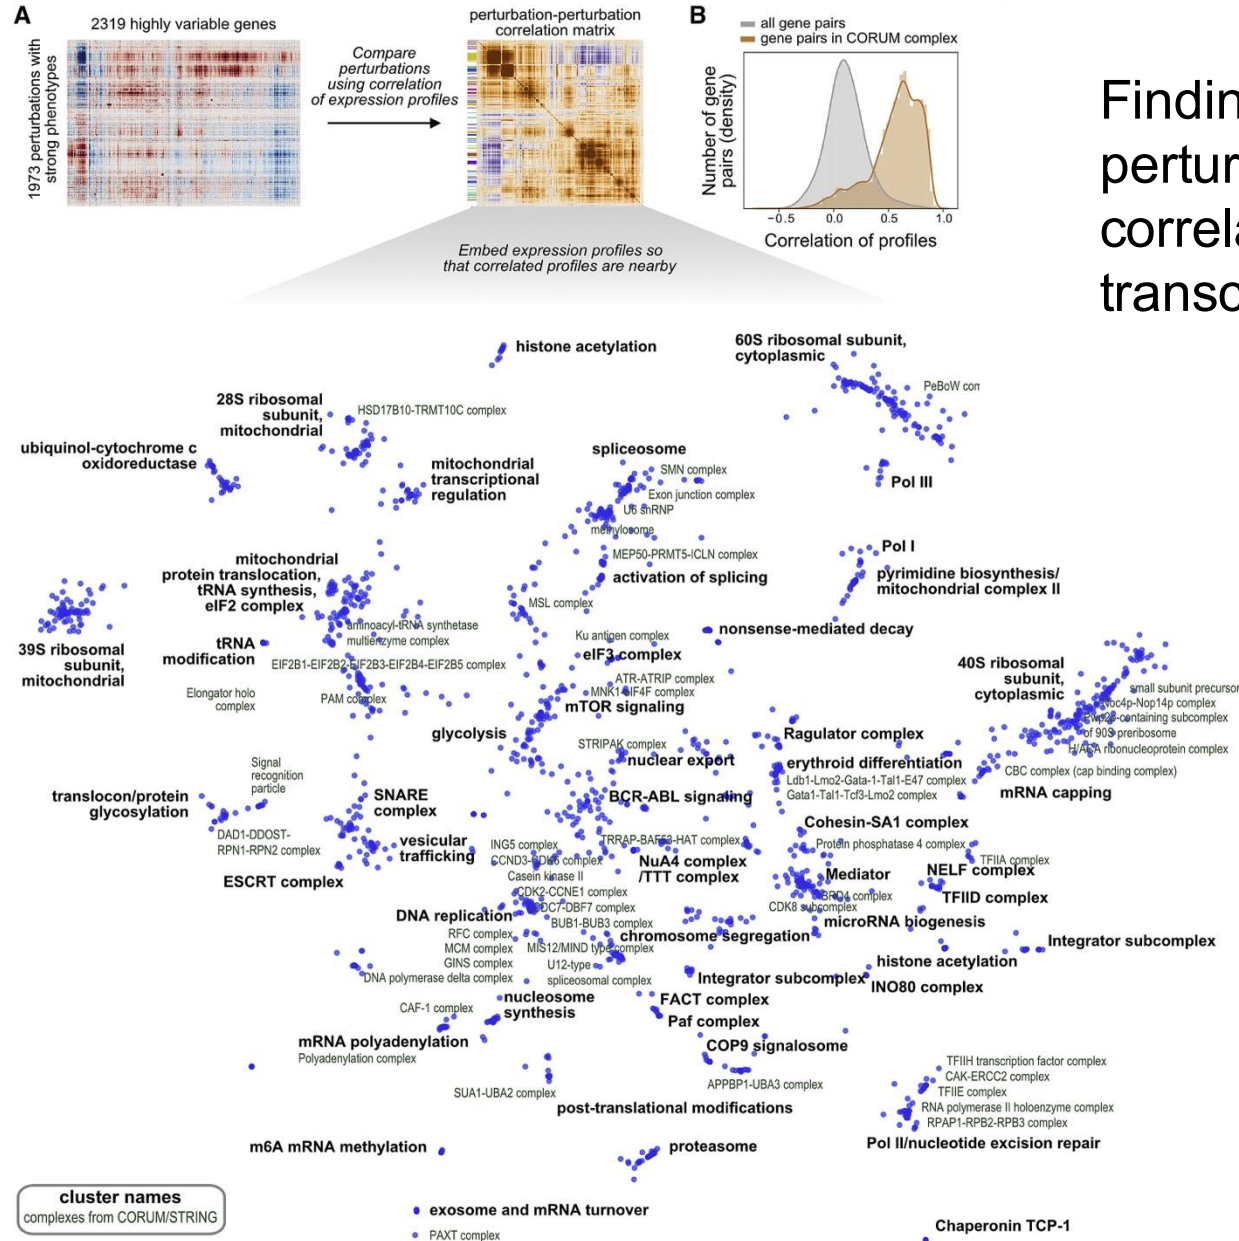 A
2319 highly variable genes
1973 perturbations with
strong phenotypes
Compare
perturbations
using correlation
of expression profiles
perturbation-perturbation
correlation matrix
B
all gene pairs
gene pairs in CORUM complex
Number of gene
pairs (density)
−0.5 0.0 0.5 1.0
Correlation of profiles
Embed expression profiles so
that correlated profiles are nearby
Findin
pertur
correla
transc
histone acetylation
60S ribosomal subunit,
cytoplasmic
PeBoW con
28S ribosomal
subunit,
mitochondrial
HSD17B10-TRMT10C complex
ubiquinol-cytochrome c
oxidoreductase
mitochondrial
transcriptional
regulation
spliceosome
SMN complex
Exon junction complex
U6 snRNP
methylosome
Pol III
MEP50-PRMT5-ICLN complex
activation of splicing
Pol I
pyrimidine biosynthesis/
mitochondrial complex II
mitochondrial
protein translocation,
tRNA synthesis,
eIF2 complex
MSL complex
aminoacyl-tRNA synthetase
multienzyme complex
nonsense-mediated decay
39S ribosomal
subunit,
mitochondrial
tRNA
modification
Ku antigen complex
eIF3 complex
EIF2B1-EIF2B2-EIF2B3-EIF2B4-EIF2B5 complex
ATR-ATRIP complex
MNK1-eIF4F complex
mTOR signaling
Elongator holo
complex
PAM complex
40S ribosomal
subunit,
cytoplasmic
small subunit precursor
Noc4p-Nop14p complex
Pwp2p-containing subcomplex
of 90S preribosome
H/ACA ribonucleoprotein complex
CBC complex (cap binding complex)
mRNA capping
glycolysis
STRIPAK complex
nuclear export
Ragulator complex
erythroid differentiation
Ldb1-Lmo2-Gata-1-Tal1-E47 complex
Gata1-Tal1-Tcf3-Lmo2 complex
Signal
recognition
particle
translocon/protein
glycosylation
SNARE
complex
BCR-ABL signaling
DAD1-DDOST-
RPN1-RPN2 complex
vesicular
trafficking
ESCRT complex
ING5 complex
CCND3-CDK6 complex
Casein kinase II
CDK2-CCNE1 complex
CDC7-DBF7 complex
BUB1-BUB3 complex
TRRAP-BAF53-HAT complex
NuA4 complex
/TTT complex
Cohesin-SA1 complex
Protein phosphatase 4 complex
Mediator
BRD4 complex
CDK8 subcomplex
TFIIA complex
NELF complex
TFIID complex
microRNA biogenesis
DNA replication
RFC complex
MCM complex
GINS complex
DNA polymerase delta complex
chromosome segregation
MIS12/MIND type complex
U12-type
spliceosomal complex
Integrator subcomplex
histone acetylation
Integrator subcomplex
INO80 complex
CAF-1 complex
nucleosome
synthesis
FACT complex
Paf complex
mRNA polyadenylation
Polyadenylation complex
COP9 signalosome
APPBP1-UBA3 complex
SUA1-UBA2 complex
post-translational modifications
TFIIH transcription factor complex
CAK-ERCC2 complex
TFIIE complex
RNA polymerase II holoenzyme complex
RPAP1-RPB2-RPB3 complex
Pol II/nucleotide excision repair
m6A mRNA methylation
proteasome
cluster names
complexes from CORUM/STRING
exosome and mRNA turnover
PAXT complex
Chaperonin TCP-1